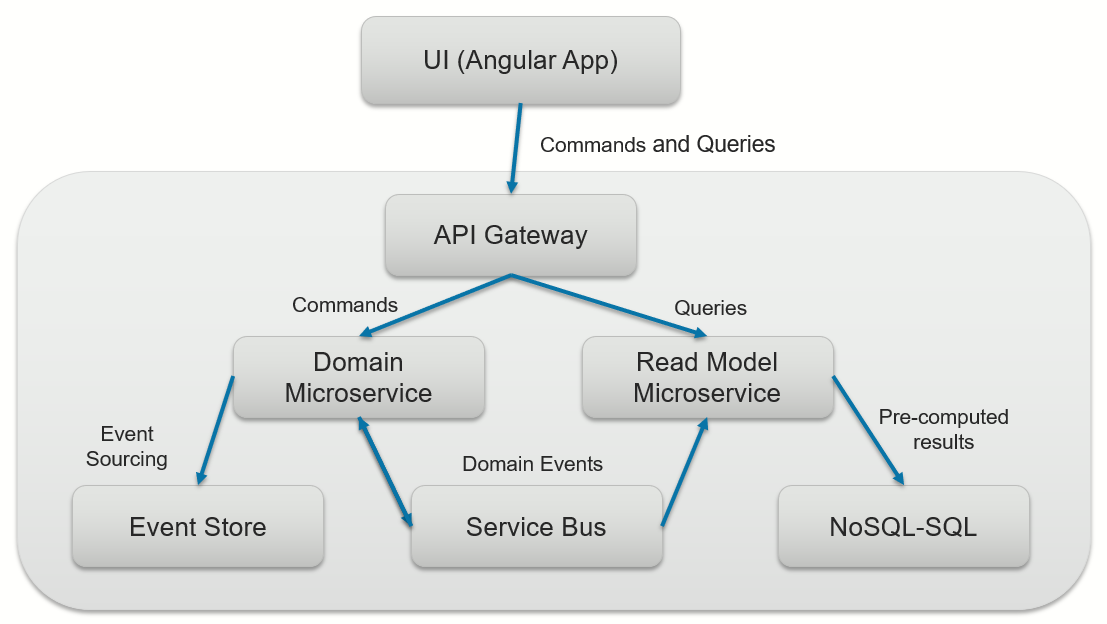 UI (Angular App)
Commands and Queries
API Gateway
Commands
Queries
Domain
Microservice
Read Model
Microservice
Event
Sourcing
Domain Events
Pre-computed
results
Event Store
Service Bus
NoSQL-SQL